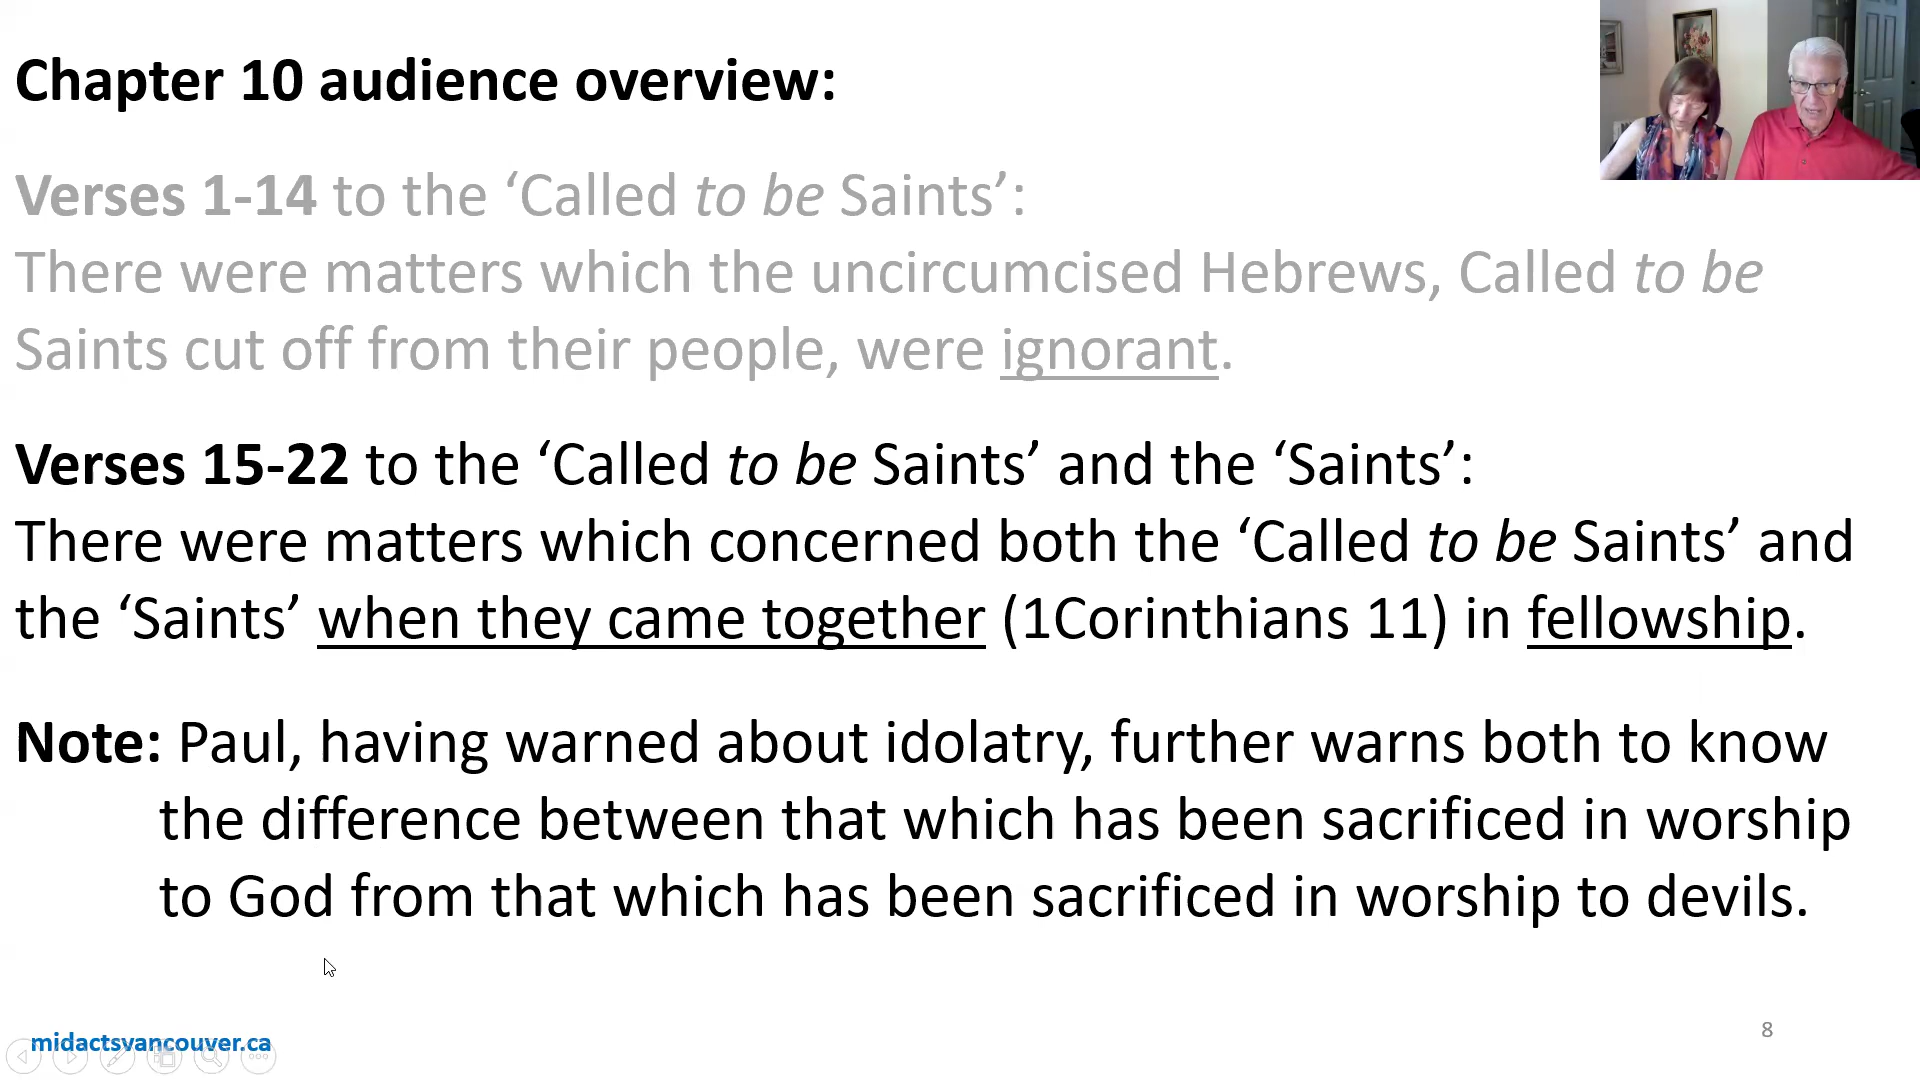 Chapter 10 audience overview:
Verses 1-14 to the ‘Called to be Saints’:
There were matters which the uncircumcised Hebrews, Called to be
Saints cut off from their people, were ignorant.
Verses 15-22 to the ‘Called to be Saints’ and the ‘Saints’:
There were matters which concerned both the ‘Called to be Saints’ and
the ‘Saints’ when they came together (1Corinthians 11) in fellowship.
Note: Paul, having warned about idolatry, further warns both to know
the difference between that which has been sacrificed in worship
to God from that which has been sacrificed in worship to devils.
midactsvancouver.ca
8